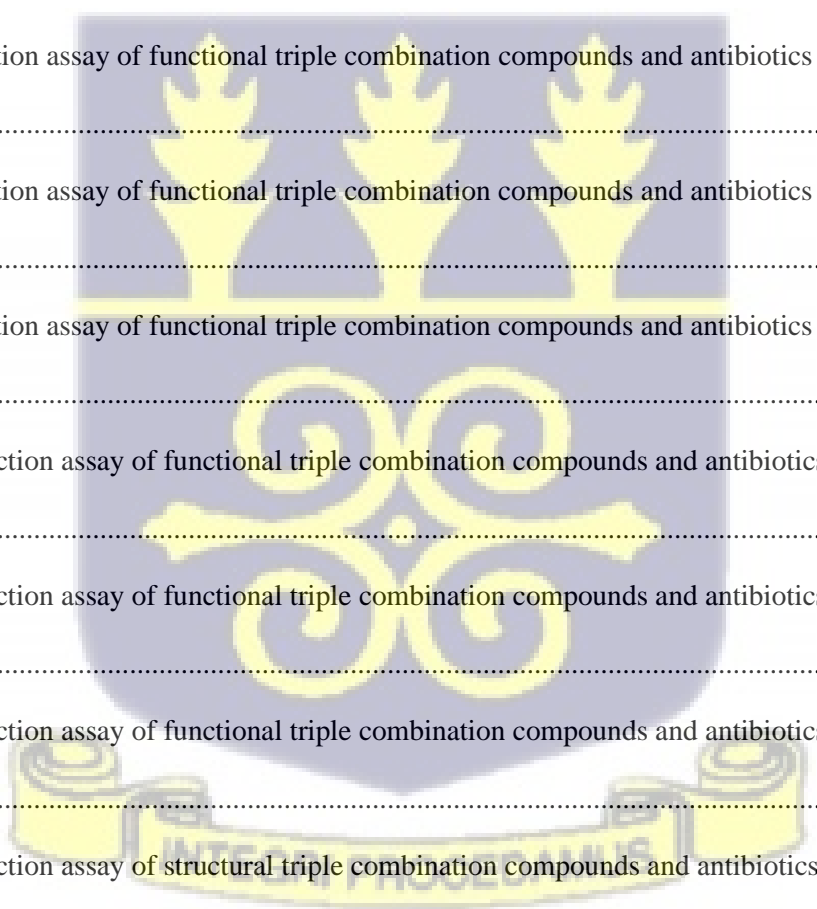 tion assay of functional triple combination compounds and antibiotics
................................................................................
tion assay of functional triple combination compounds and antibiotics
................................................................................
tion assay of functional triple combination compounds and antibiotics
................................................................................
ction assay of functional triple combination compounds and antibiotics
................................................................................
ction assay of functional triple combination compounds and antibiotics
................................................................................
ction assay of functional triple combination compounds and antibiotics
................................................................................
INTEGRI PROCEDAMUS
ction assay of structural triple combination compounds and antibiotics